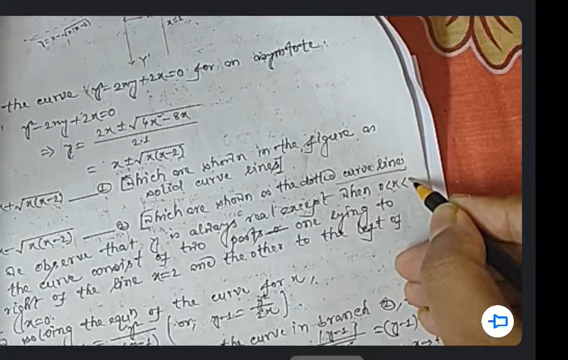 y=x-√x(x-2)
x=2
Y'
the curve y²-2xy+2x=0 for an asymptote.
y²-2xy+2x=0
⇒ y = 2x±√4x²-8x
2.1
= x±√x(x-2)
x+√x(x-2) — ① [which are shown in the figure as
solid curve lines]
x-√x(x-2) — ② [which are shown as the dotted curve lines
We observe that, y is always real except when 0<x<
the curve consist of two parts— one lying to
right of the line x=2 and the other to the left of
x=0.
solving the equn of the curve for x,
(or, y-1=
the curve in branch ②,